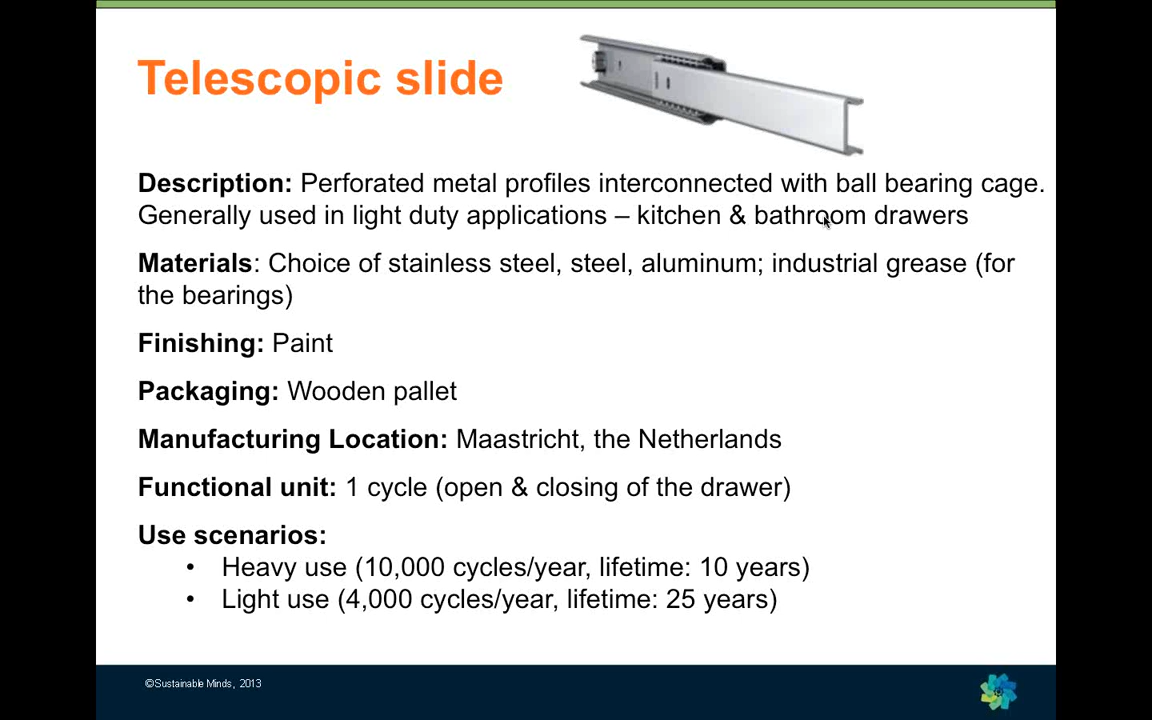 Telescopic slide
Description: Perforated metal profiles interconnected with ball bearing cage.
Generally used in light duty applications – kitchen & bathroom drawers
Materials: Choice of stainless steel, steel, aluminum; industrial grease (for
the bearings)
Finishing: Paint
Packaging: Wooden pallet
Manufacturing Location: Maastricht, the Netherlands
Functional unit: 1 cycle (open & closing of the drawer)
Use scenarios:
• Heavy use (10,000 cycles/year, lifetime: 10 years)
• Light use (4,000 cycles/year, lifetime: 25 years)
©Sustainable Minds, 2013